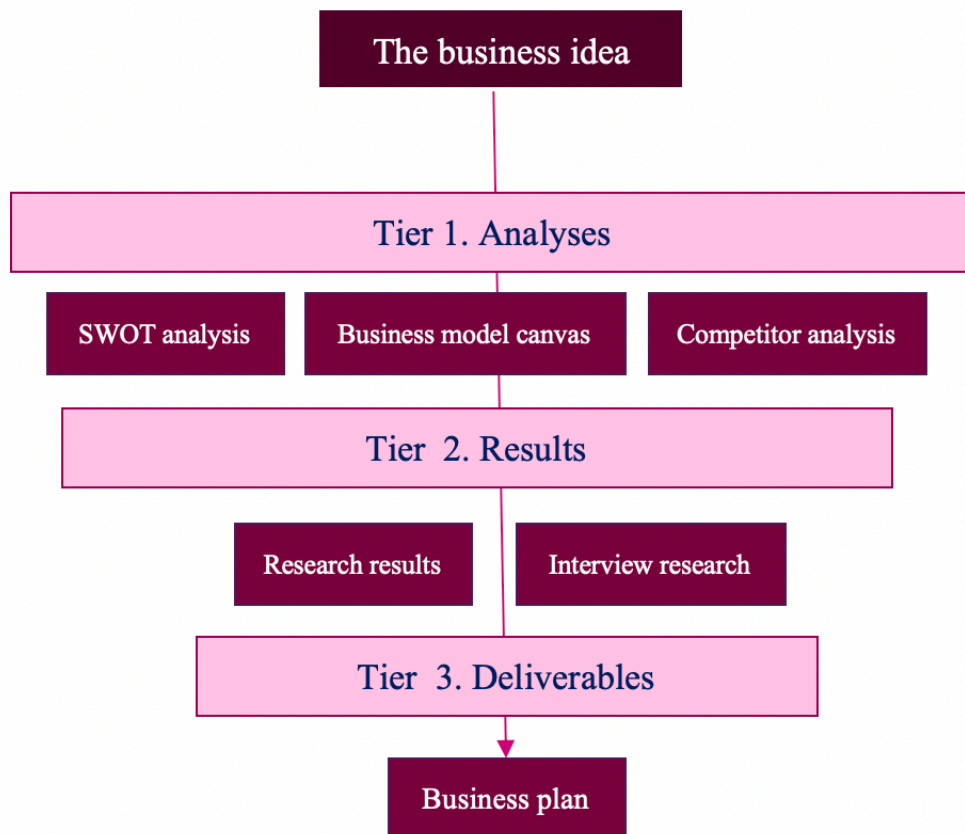 The business idea
Tier 1. Analyses
SWOT analysis
Business model canvas
Competitor analysis
Tier  2. Results
Research results
Interview research
Tier  3. Deliverables
Business plan